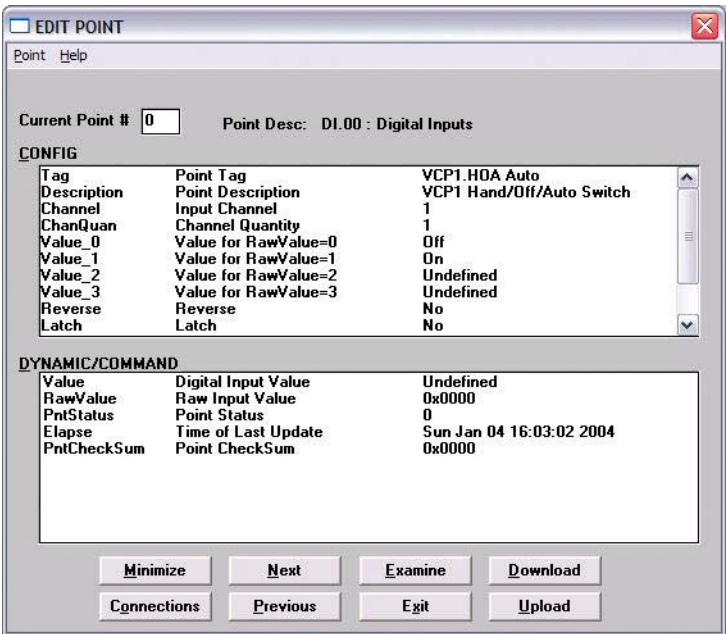 EDIT POINT
Point Help
Current Point # 0 Point Desc: DI.00 : Digital Inputs
CONFIG
Tag Point Tag VCP1.HOA Auto
Description Point Description VCP1 Hand/Off/Auto Switch
Channel Input Channel 1
ChanQuan Channel Quantity 1
Value_0 Value for RawValue=0 Off
Value_1 Value for RawValue=1 On
Value_2 Value for RawValue=2 Undefined
Value_3 Value for RawValue=3 Undefined
Reverse Reverse No
Latch Latch No
DYNAMIC/COMMAND
Value Digital Input Value Undefined
RawValue Raw Input Value 0x0000
PntStatus Point Status 0
Elapse Time of Last Update Sun Jan 04 16:03:02 2004
PntCheckSum Point CheckSum 0x0000
Minimize Next Examine Download
Connections Previous Exit Upload